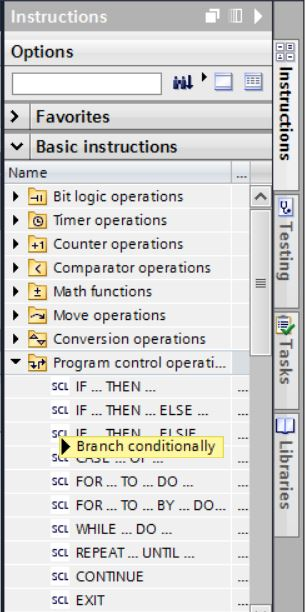 Instructions
Options
Favorites
Basic instructions
Name ...
Bit logic operations
Timer operations
Counter operations
Comparator operations
Math functions
Move operations
Conversion operations
Program control operati...
SCL IF ... THEN ... ...
SCL IF ... THEN ... ELSE ... ...
SCL IF ... THEN ... ELSIF ... ...
Branch conditionally
SCL CASE ... OF ... ...
SCL FOR ... TO ... DO ... ...
SCL FOR ... TO ... BY ... DO... ...
SCL WHILE ... DO ... ...
SCL REPEAT ... UNTIL ... ...
SCL CONTINUE ...
SCL EXIT ...
Instructions
Testing
Tasks
Libraries